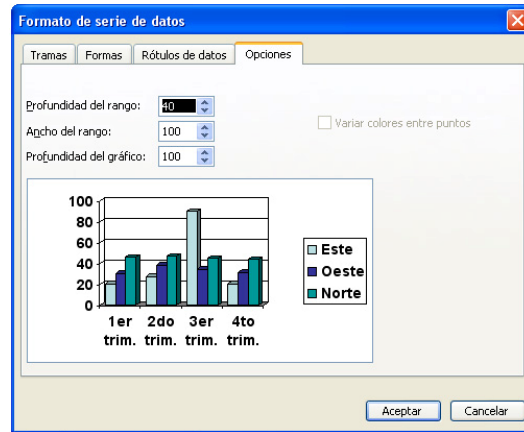 Formato de serie de datos
Tramas Formas Rótulos de datos Opciones
Profundidad del rango: 40
Ancho del rango: 100
Profundidad del gráfico: 100
Variar colores entre puntos
100
80
60
40
20
0
1er trim. 2do trim. 3er trim. 4to trim.
Este
Oeste
Norte
Aceptar Cancelar